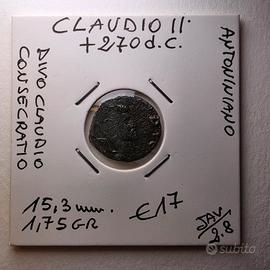 CLAUDIO II.
+270 d.C.
ANTONINIANO
DIVO CLAUDIO
CONSECRATIO
15,3 mm.
1,75 GR
€17
JAV
2.8
subito